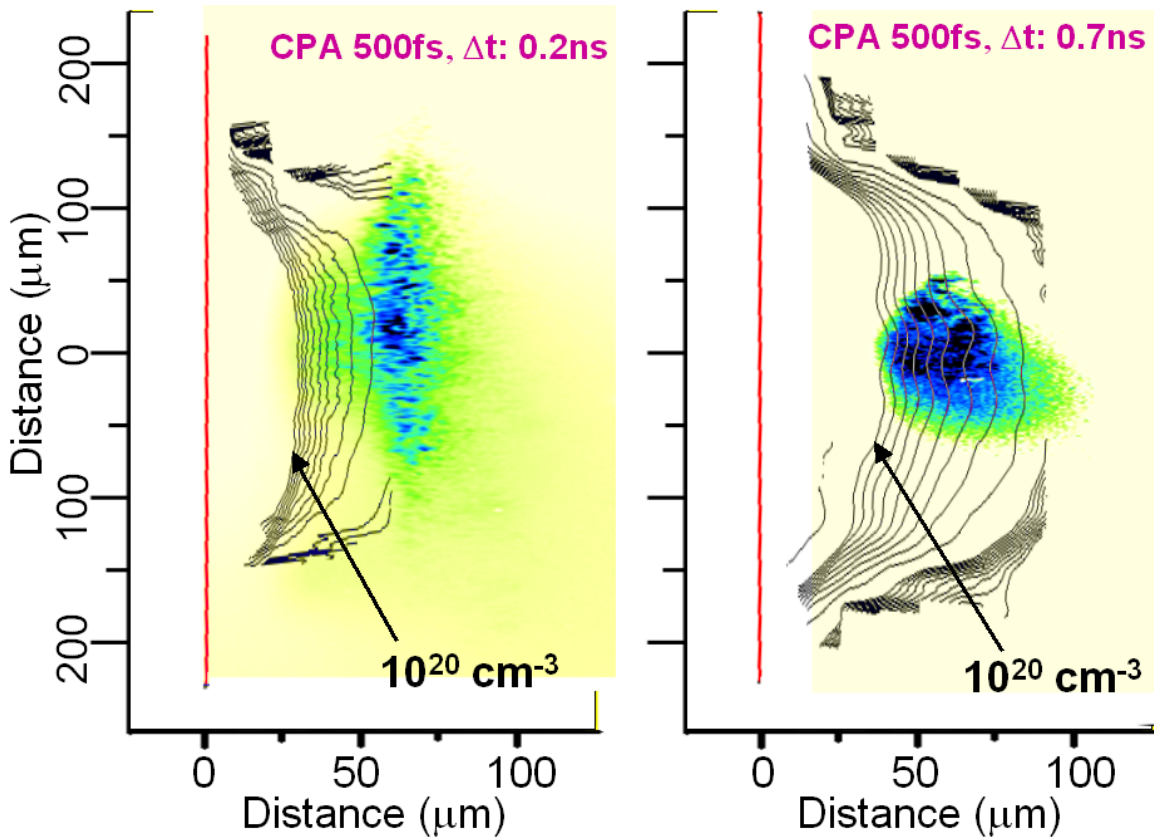 CPA 500fs, Δt: 0.2ns
200
100
0
100
200
Distance (μm)
10²⁰ cm⁻³
0
50
100
Distance (μm)
CPA 500fs, Δt: 0.7ns
10²⁰ cm⁻³
0
50
100
Distance (μm)